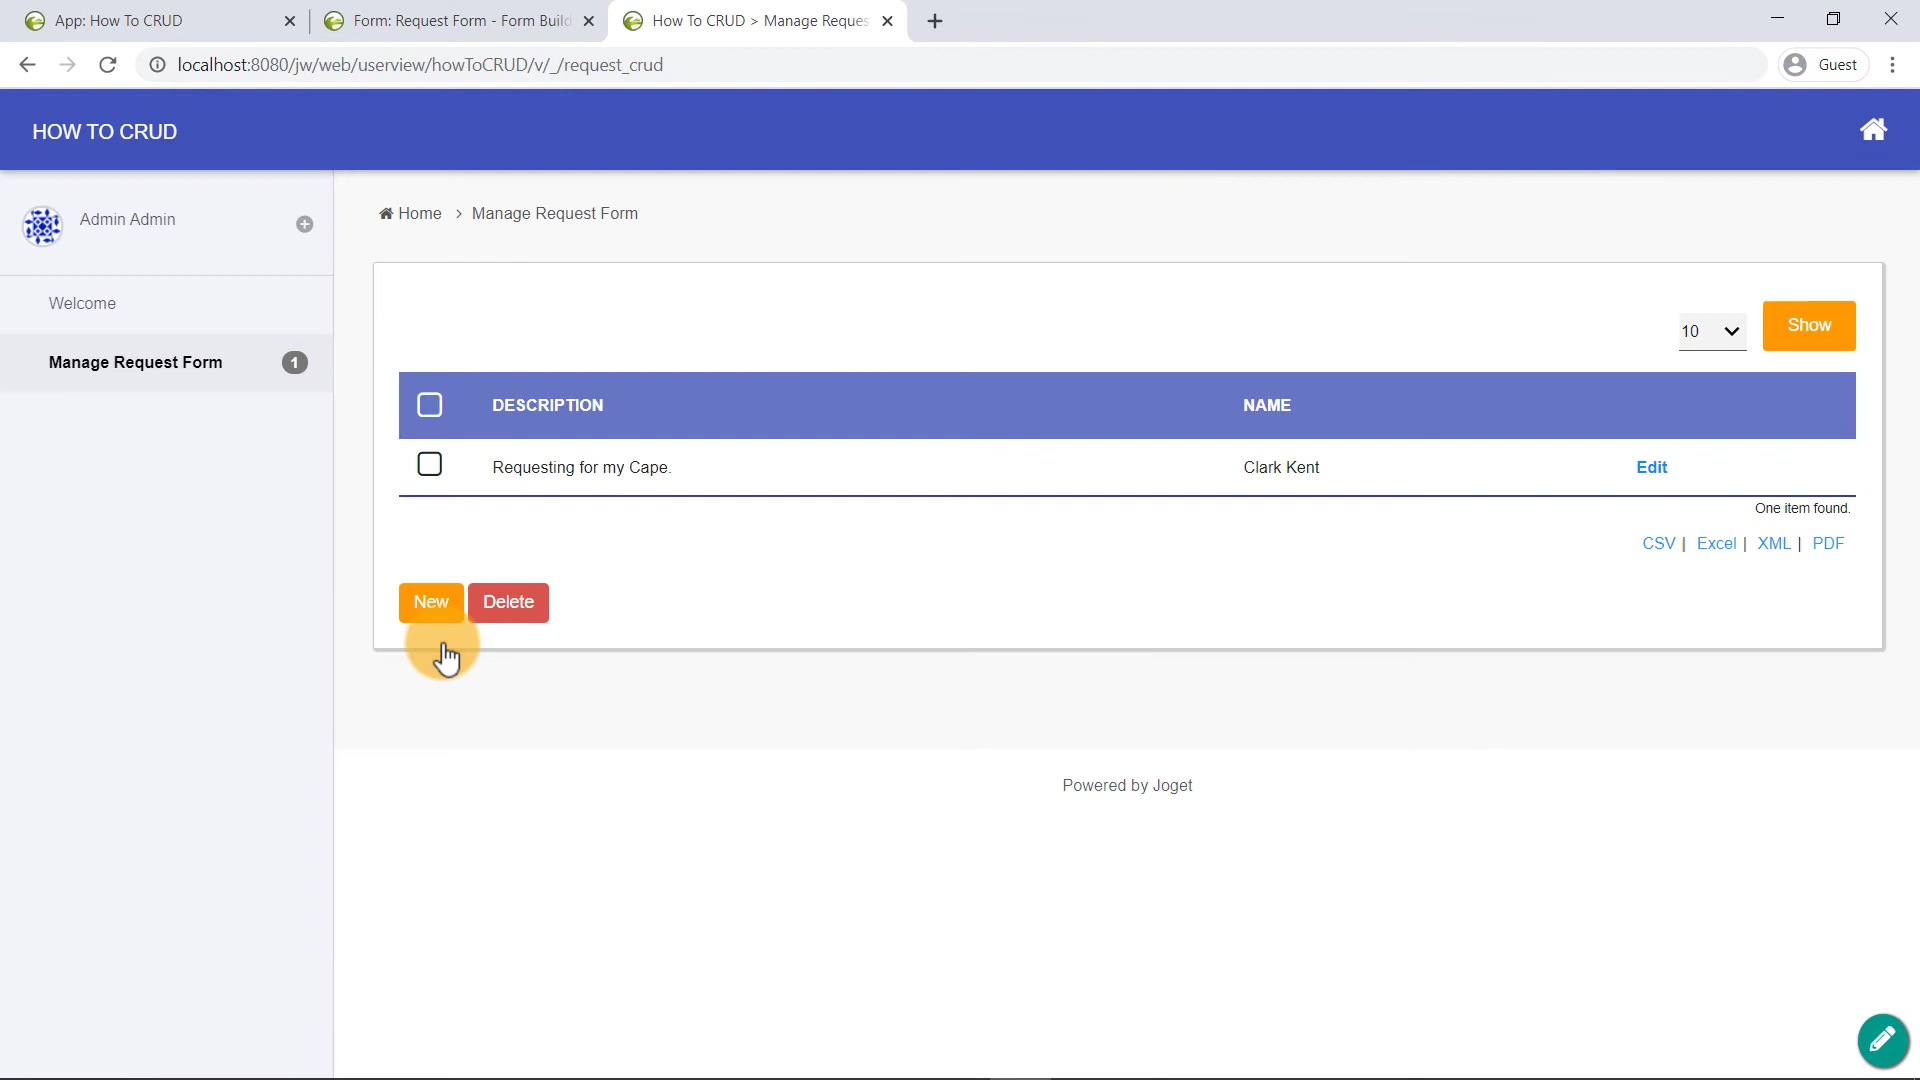 App: How To CRUD
Form: Request Form - Form Build
How To CRUD > Manage Reques
localhost:8080/jw/web/userview/howToCRUD/v/_/request_crud
Guest
HOW TO CRUD
Admin Admin
Home > Manage Request Form
Welcome
Manage Request Form 1
10
Show
DESCRIPTION NAME
Requesting for my Cape. Clark Kent Edit
One item found.
CSV | Excel | XML | PDF
New Delete
Powered by Joget